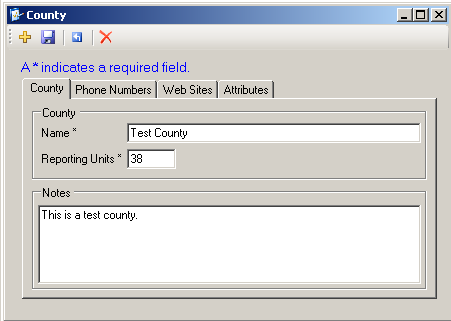 County
A * indicates a required field.
County Phone Numbers Web Sites Attributes
County
Name * Test County
Reporting Units * 38
Notes
This is a test county.